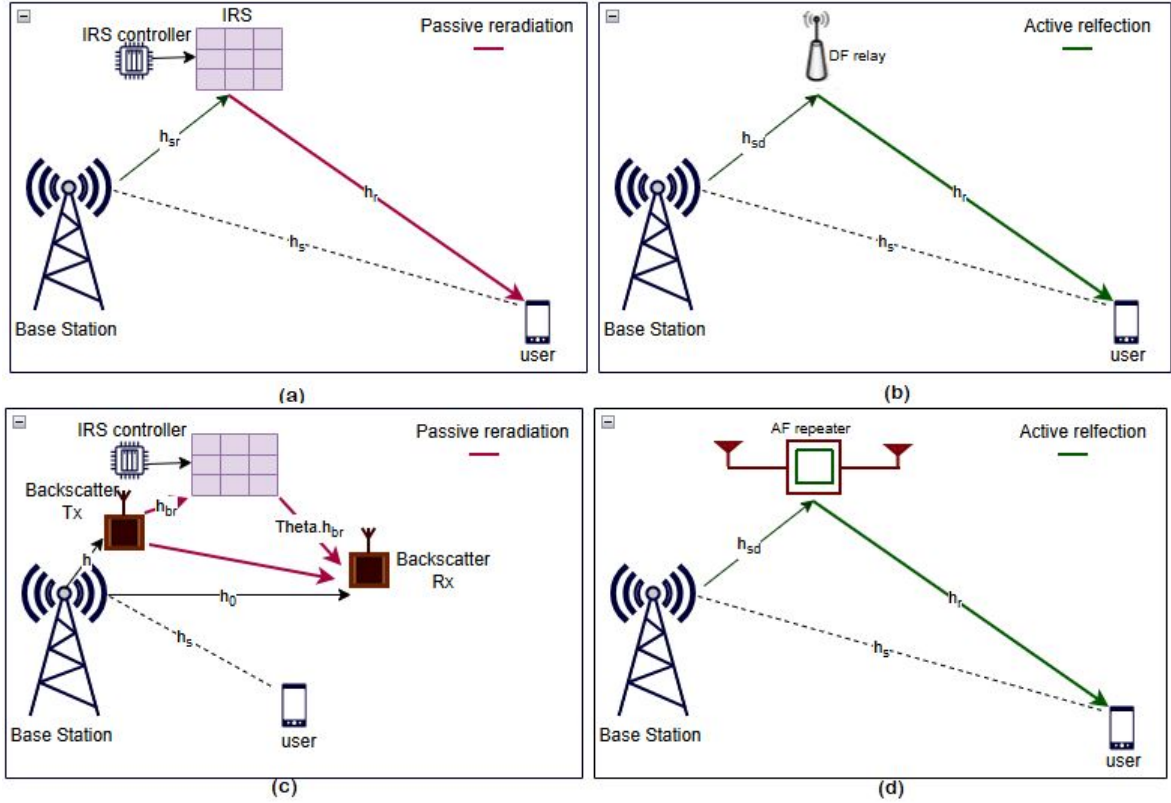 IRS
IRS controller
Passive reradiation
h_sr
h_r
h_s
Base Station
user
(a)
Active relfection
DF relay
h_sd
h_r
h_s
Base Station
user
(b)
IRS controller
Passive reradiation
Backscatter
Tx
h_br
Theta.h_br
Backscatter
Rx
h
h_0
h_s
Base Station
user
(c)
AF repeater
Active relfection
h_sd
h_r
h_s
Base Station
user
(d)